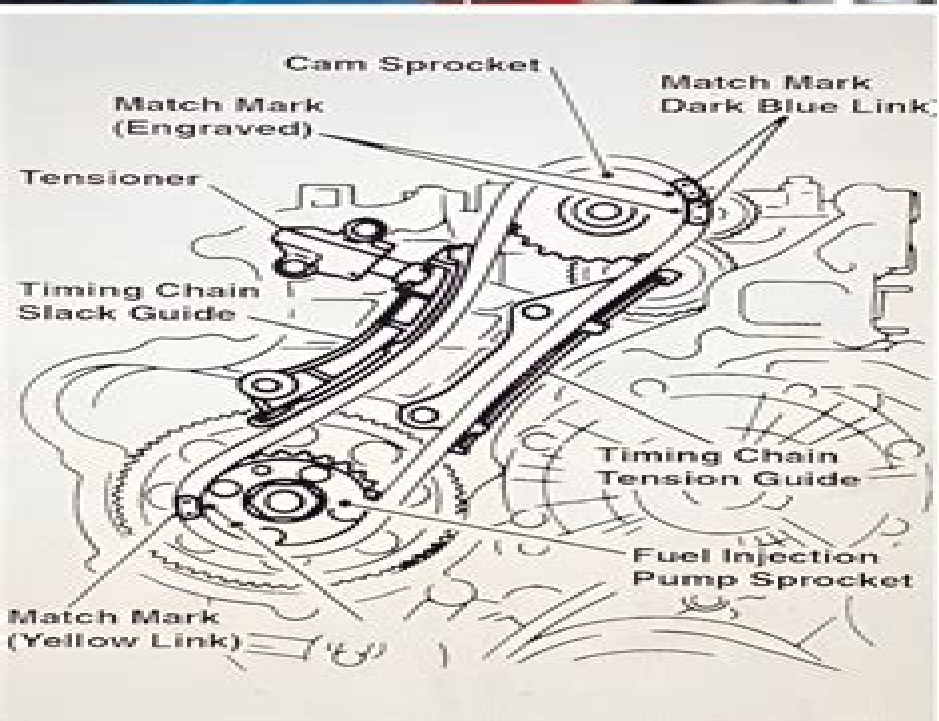 Cam Sprocket
Match Mark
Dark Blue Link)
Match Mark
(Engraved)
Tensioner
Timing Chain
Slack Guide
Timing Chain
Tension Guide
Fuel Injection
Pump Sprocket
Match Mark
(Yellow Link)